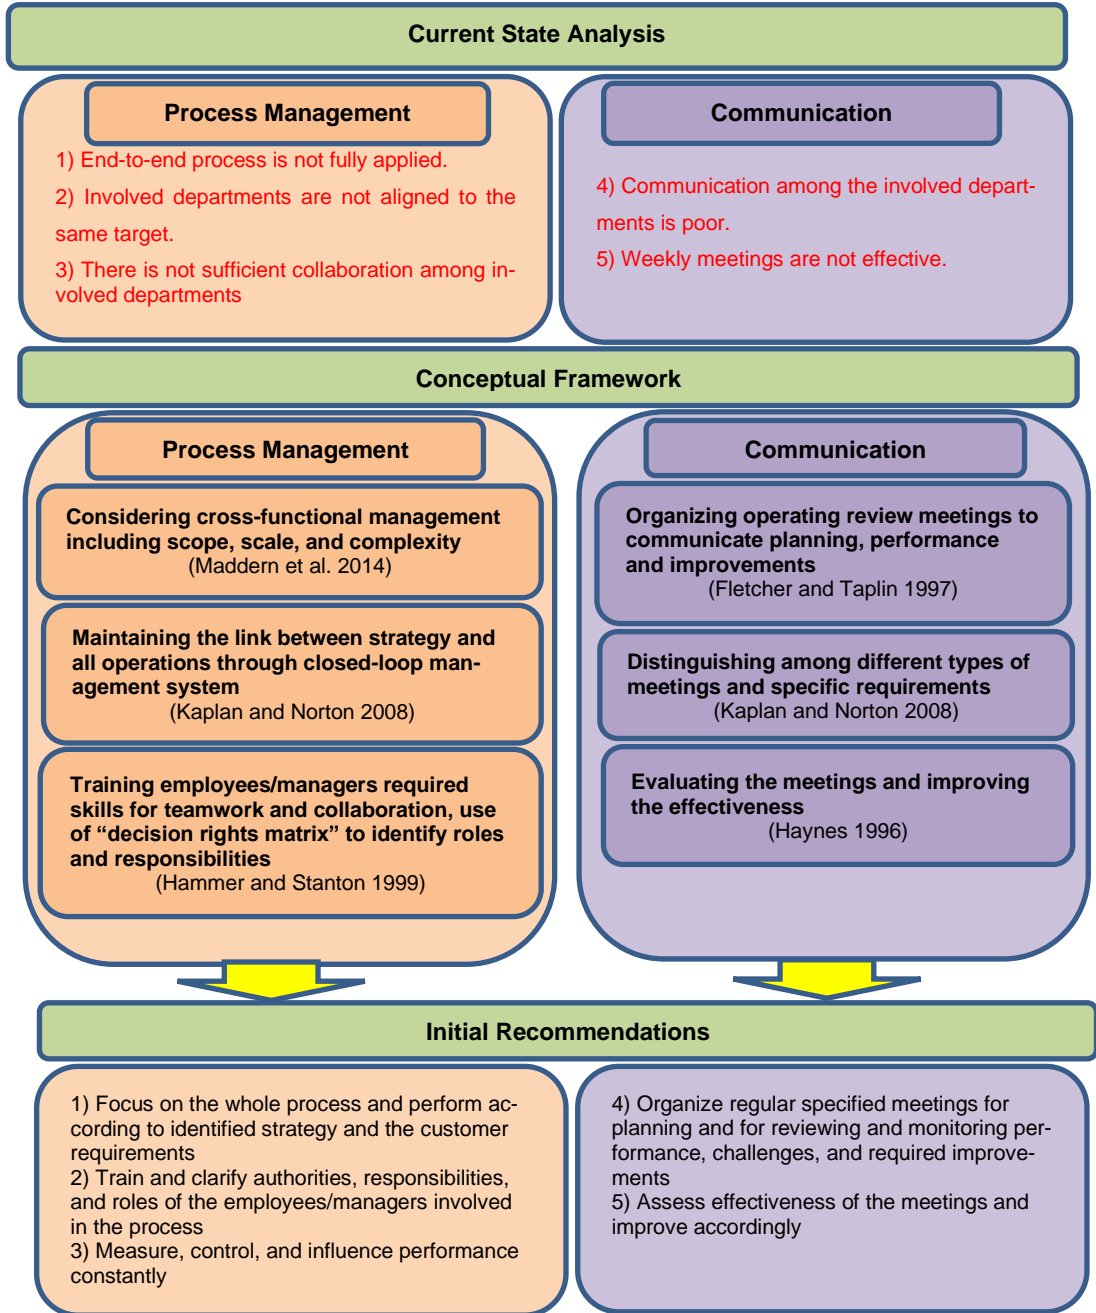 Current State Analysis
Process Management
1) End-to-end process is not fully applied.
2) Involved departments are not aligned to the
same target.
3) There is not sufficient collaboration among in-
volved departments
Communication
4) Communication among the involved depart-
ments is poor.
5) Weekly meetings are not effective.
Conceptual Framework
Process Management
Considering cross-functional management
including scope, scale, and complexity
(Maddern et al. 2014)
Maintaining the link between strategy and
all operations through closed-loop man-
agement system
(Kaplan and Norton 2008)
Training employees/managers required
skills for teamwork and collaboration, use
of “decision rights matrix” to identify roles
and responsibilities
(Hammer and Stanton 1999)
Communication
Organizing operating review meetings to
communicate planning, performance
and improvements
(Fletcher and Taplin 1997)
Distinguishing among different types of
meetings and specific requirements
(Kaplan and Norton 2008)
Evaluating the meetings and improving
the effectiveness
(Haynes 1996)
Initial Recommendations
1) Focus on the whole process and perform ac-
cording to identified strategy and the customer
requirements
2) Train and clarify authorities, responsibilities,
and roles of the employees/managers involved
in the process
3) Measure, control, and influence performance
constantly
4) Organize regular specified meetings for
planning and for reviewing and monitoring per-
formance, challenges, and required improve-
ments
5) Assess effectiveness of the meetings and
improve accordingly